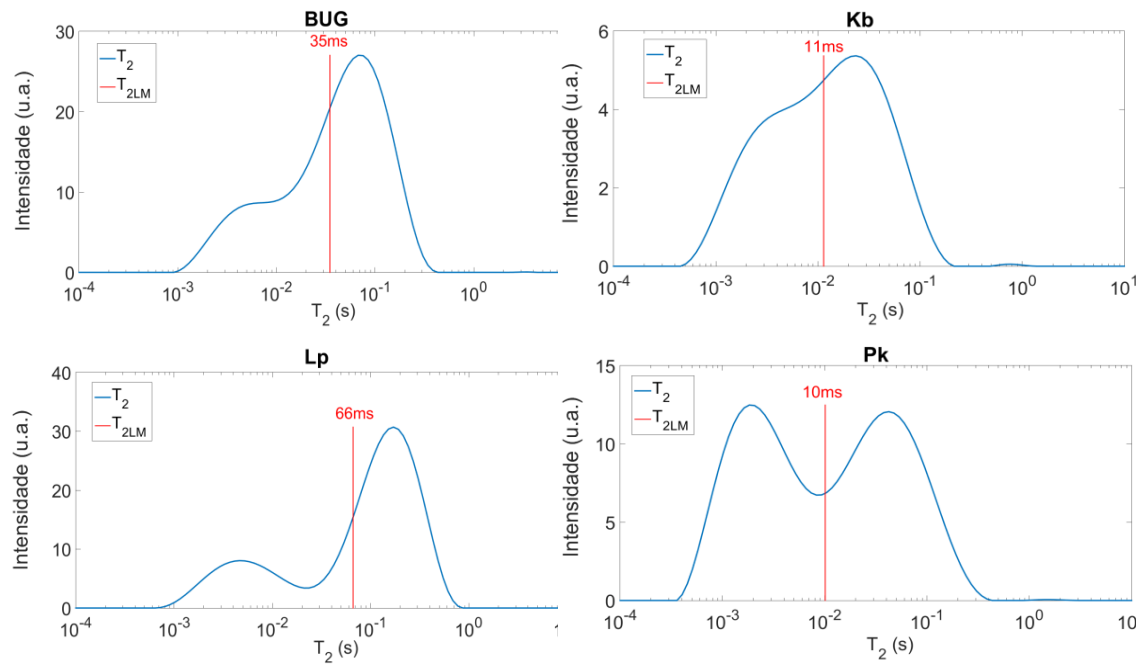 BUG
35ms
T2
T2LM
Intensidade (u.a.)
30
20
10
0
10-4
10-3
10-2
10-1
100
T2 (s)
Kb
11ms
T2
T2LM
Intensidade (u.a.)
6
4
2
0
10-4
10-3
10-2
10-1
100
101
T2 (s)
Lp
66ms
T2
T2LM
Intensidade (u.a.)
40
30
20
10
0
10-4
10-3
10-2
10-1
100
T2 (s)
Pk
10ms
T2
T2LM
Intensidade (u.a.)
15
10
5
0
10-4
10-3
10-2
10-1
100
10
T2 (s)